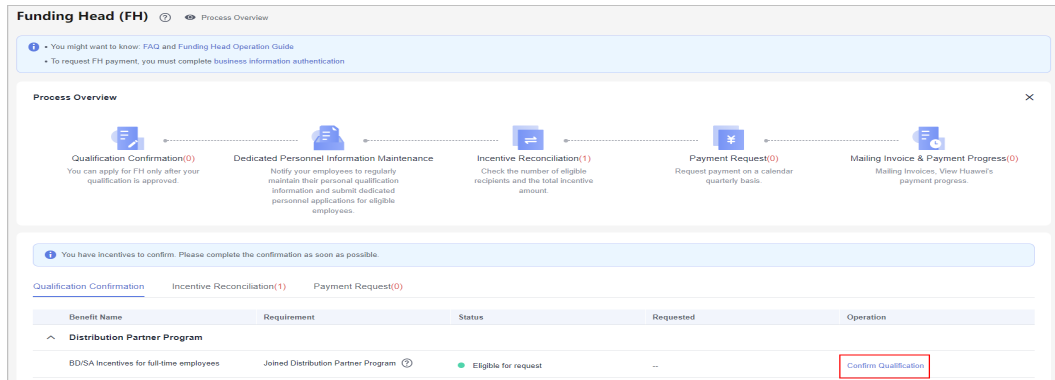 Funding Head (FH) Process Overview
• You might want to know: FAQ and Funding Head Operation Guide
• To request FH payment, you must complete business information authentication
Process Overview
Qualification Confirmation(0)
You can apply for FH only after your
qualification is approved.
Dedicated Personnel Information Maintenance
Notify your employees to regularly
maintain their personal qualification
information and submit dedicated
personnel applications for eligible
employees.
Incentive Reconciliation(1)
Check the number of eligible
recipients and the total incentive
amount.
Payment Request(0)
Request payment on a calendar
quarterly basis.
Mailing Invoice & Payment Progress(0)
Mailing Invoices, View Huawei's
payment progress.
You have incentives to confirm. Please complete the confirmation as soon as possible.
Qualification Confirmation Incentive Reconciliation(1) Payment Request(0)
Benefit Name Requirement Status Requested Operation
Distribution Partner Program
BD/SA Incentives for full-time employees Joined Distribution Partner Program Eligible for request -- Confirm Qualification